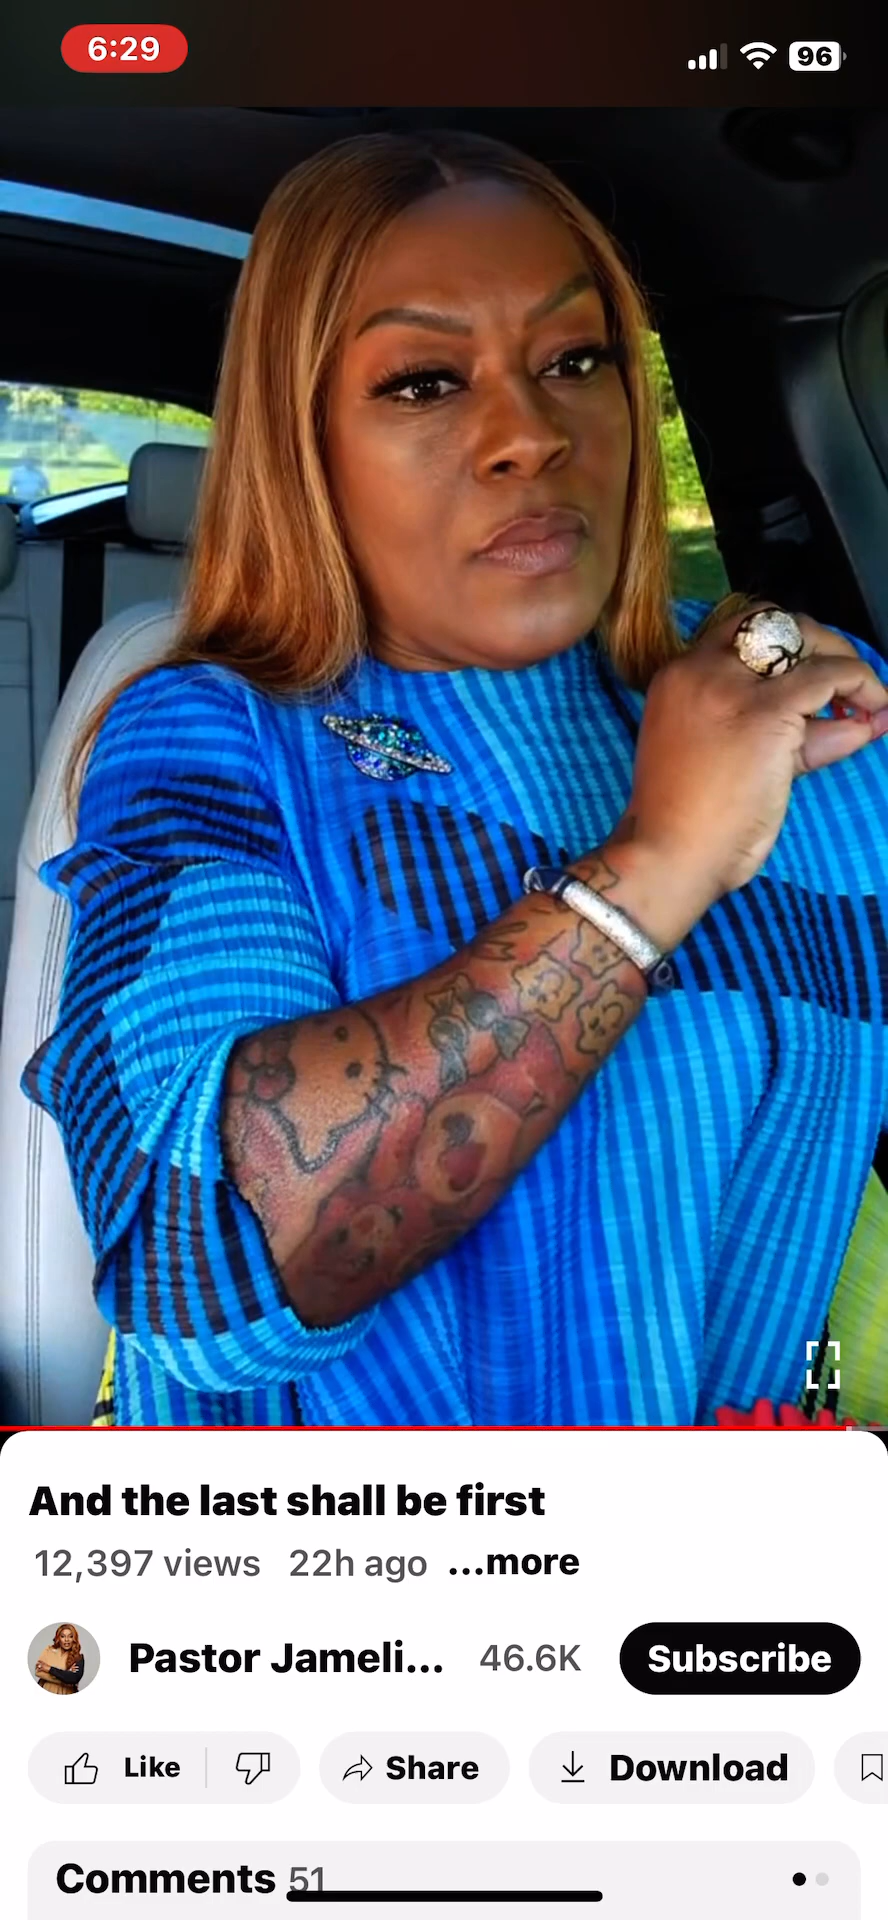 6:29
96
And the last shall be first
12,397 views 22h ago ...more
Pastor Jameli... 46.6K Subscribe
Like Share Download
Comments 51